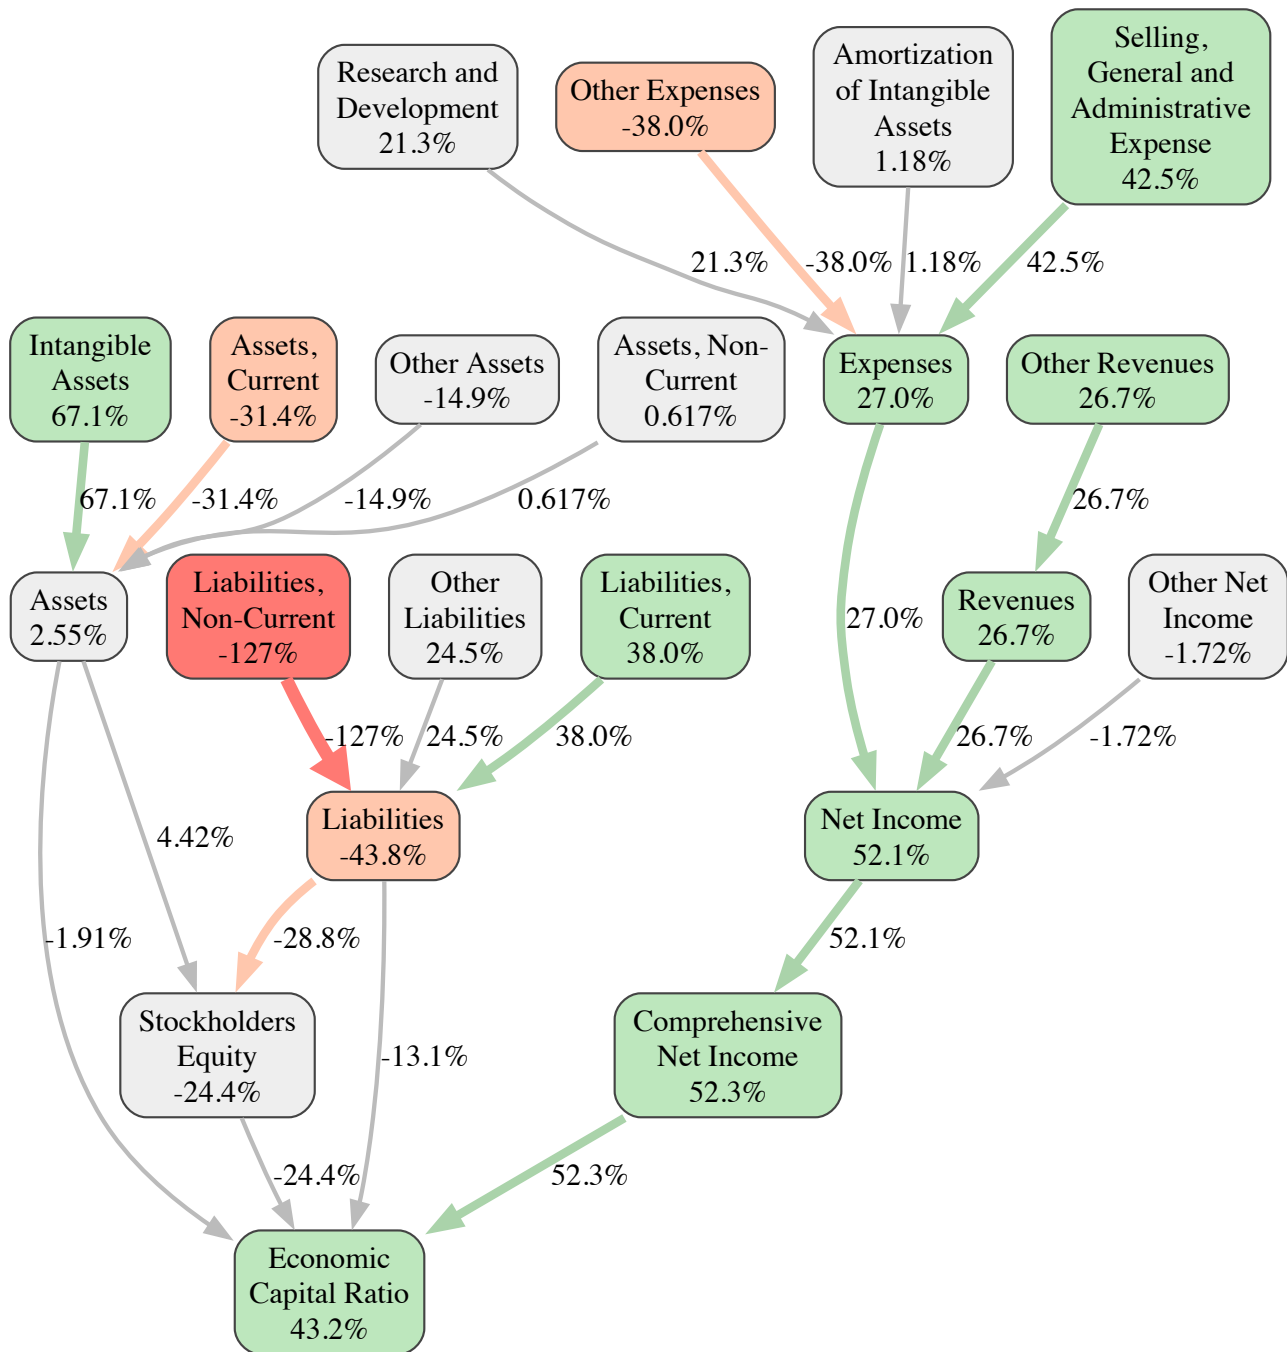 Research and
Development
21.3%
Other Expenses
-38.0%
Amortization
of Intangible
Assets
1.18%
Selling,
General and
Administrative
Expense
42.5%
21.3%
-38.0%
1.18%
42.5%
Intangible
Assets
67.1%
Assets,
Current
-31.4%
Other Assets
-14.9%
Assets, Non-
Current
0.617%
Expenses
27.0%
Other Revenues
26.7%
67.1%
-31.4%
-14.9%
0.617%
26.7%
Assets
2.55%
Liabilities,
Non-Current
-127%
Other
Liabilities
24.5%
Liabilities,
Current
38.0%
27.0%
Revenues
26.7%
Other Net
Income
-1.72%
-127%
24.5%
38.0%
26.7%
-1.72%
4.42%
Liabilities
-43.8%
Net Income
52.1%
-1.91%
-28.8%
52.1%
Stockholders
Equity
-24.4%
-13.1%
Comprehensive
Net Income
52.3%
-24.4%
52.3%
Economic
Capital Ratio
43.2%